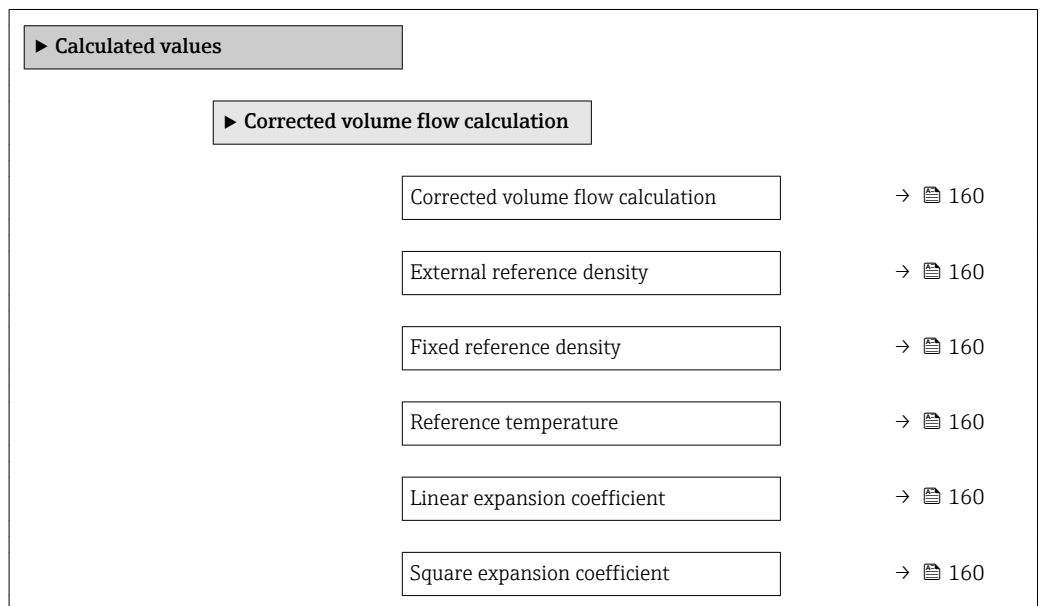 ▶ Calculated values
▶ Corrected volume flow calculation
Corrected volume flow calculation → 160
External reference density → 160
Fixed reference density → 160
Reference temperature → 160
Linear expansion coefficient → 160
Square expansion coefficient → 160